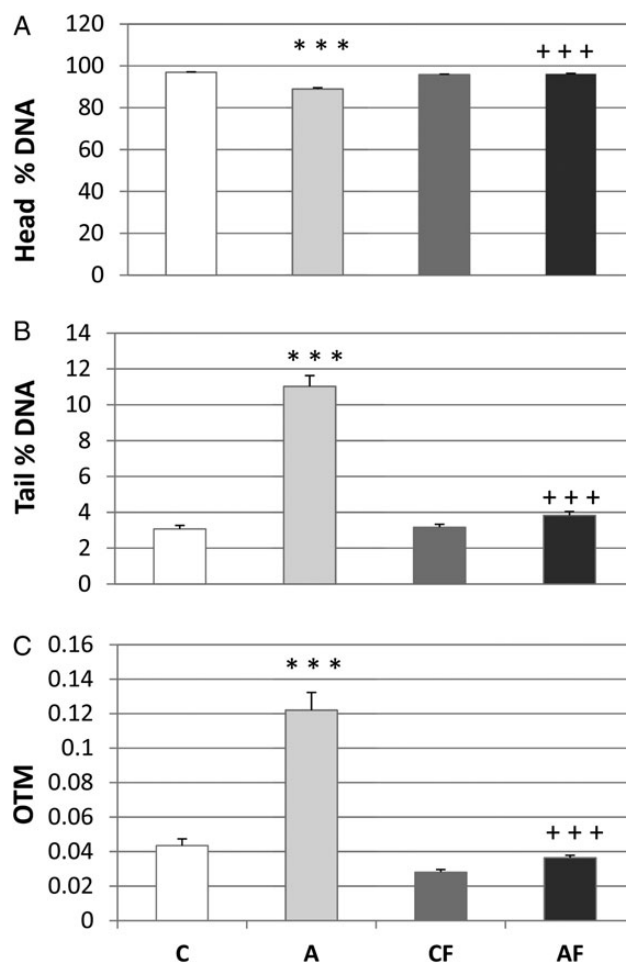 A
Head % DNA
120
100
80
60
40
20
0
* * *
+ + +
B
Tail % DNA
14
12
10
8
6
4
2
0
* * *
+ + +
C
OTM
0.16
0.14
0.12
0.1
0.08
0.06
0.04
0.02
0
* * *
+ + +
C A CF AF